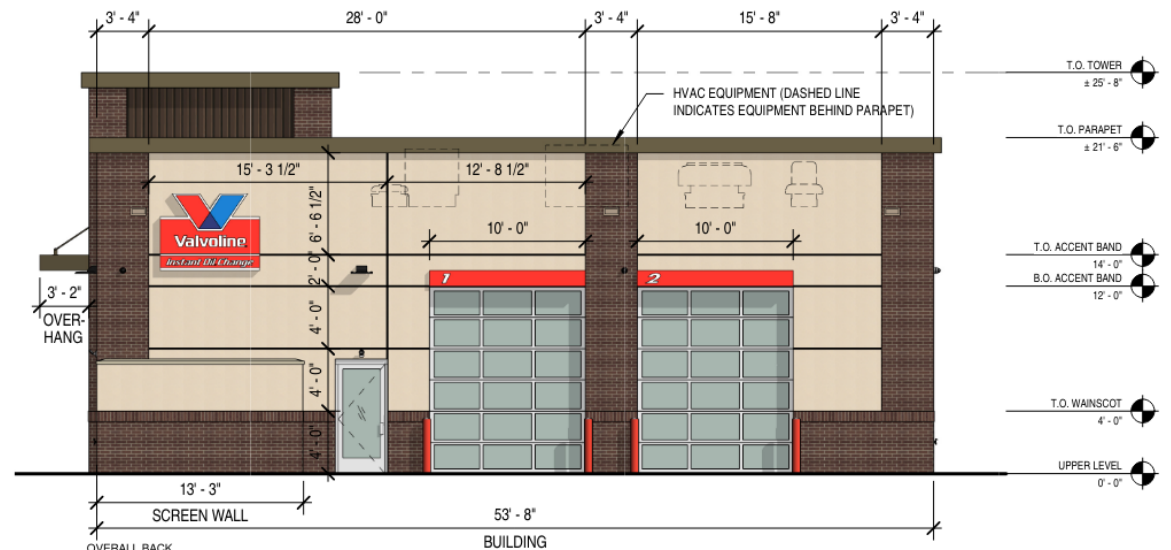 3' - 4"
28' - 0"
3' - 4"
15' - 8"
3' - 4"
T.O. TOWER
± 25' - 8"
HVAC EQUIPMENT (DASHED LINE
INDICATES EQUIPMENT BEHIND PARAPET)
T.O. PARAPET
± 21' - 6"
15' - 3 1/2"
12' - 8 1/2"
6' - 6 1/2"
Valvoline
Instant Oil Change
10' - 0"
10' - 0"
T.O. ACCENT BAND
14' - 0"
2' - 0"
1
2
B.O. ACCENT BAND
12' - 0"
3' - 2"
OVER-
HANG
4' - 0"
4' - 0"
T.O. WAINSCOT
4' - 0"
4' - 0"
UPPER LEVEL
0' - 0"
13' - 3"
SCREEN WALL
53' - 8"
BUILDING
OVERALL BACK